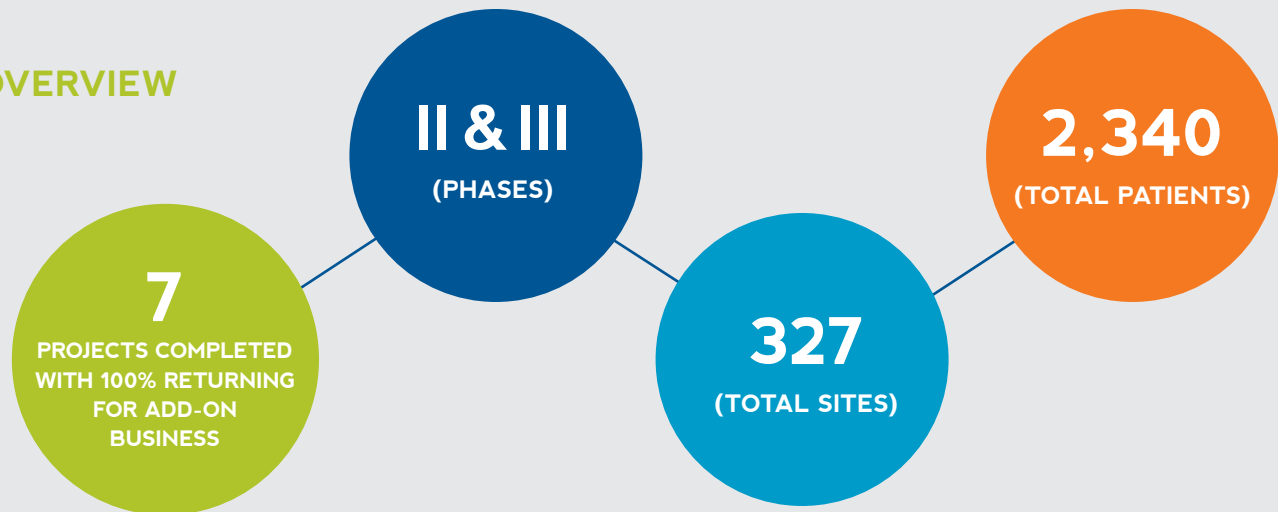 OVERVIEW
7
PROJECTS COMPLETED
WITH 100% RETURNING
FOR ADD-ON
BUSINESS
II & III
(PHASES)
327
(TOTAL SITES)
2,340
(TOTAL PATIENTS)